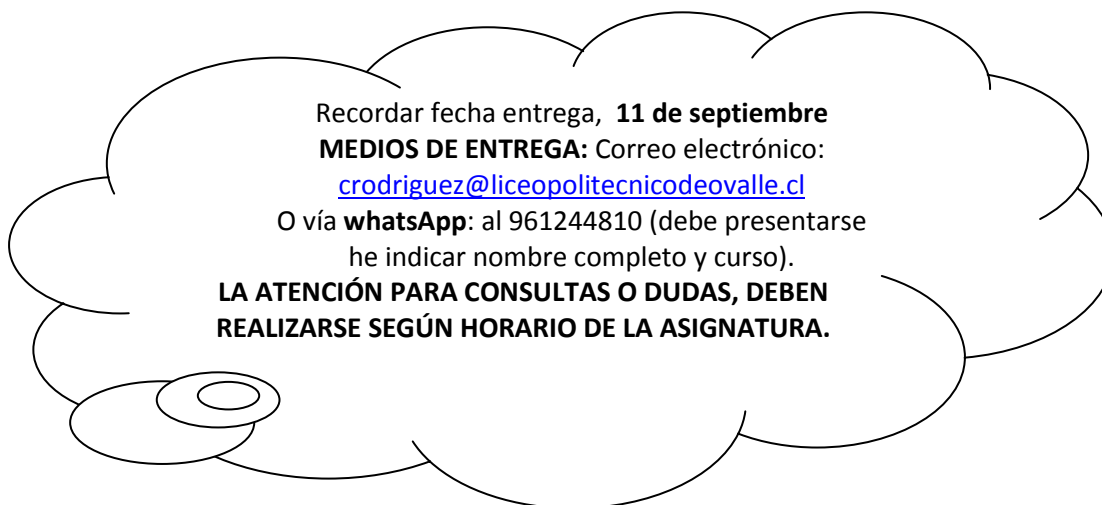 Recordar fecha entrega, 11 de septiembre
MEDIOS DE ENTREGA: Correo electrónico:
crodriguez@liceopolitecnicodeovalle.cl
O vía whatsApp: al 961244810 (debe presentarse
he indicar nombre completo y curso).
LA ATENCIÓN PARA CONSULTAS O DUDAS, DEBEN
REALIZARSE SEGÚN HORARIO DE LA ASIGNATURA.